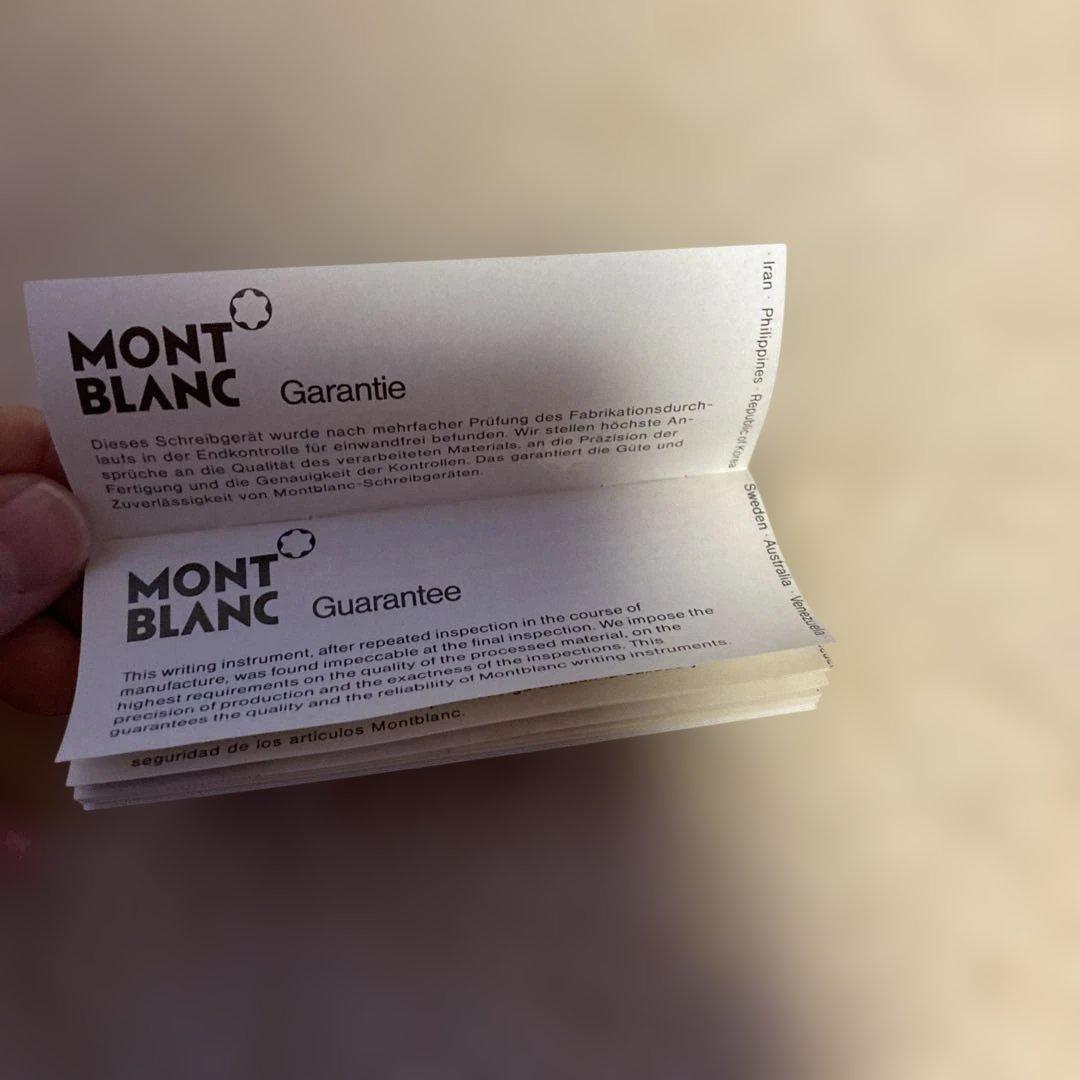 MONT
BLANC
Garantie
Dieses Schreibgerät wurde nach mehrfacher Prüfung des Fabrikationsdurch-
laufs in der Endkontrolle für einwandfrei befunden. Wir stellen höchste An-
sprüche an die Qualität des verarbeiteten Materials, an die Präzision der
Fertigung und die Genauigkeit der Kontrollen. Das garantiert die Güte und
Zuverlässigkeit von Montblanc-Schreibgeräten.
· Iran · Philippines · Republic of Korea
MONT
BLANC
Guarantee
This writing instrument, after repeated inspection in the course of
manufacture, was found impeccable at the final inspection. We impose the
highest requirements on the quality of the processed material, on the
precision of production and the exactness of the inspections. This
guarantees the quality and the reliability of Montblanc writing instruments.
Sweden · Australia · Venezuela
seguridad de los articulos Montblanc.